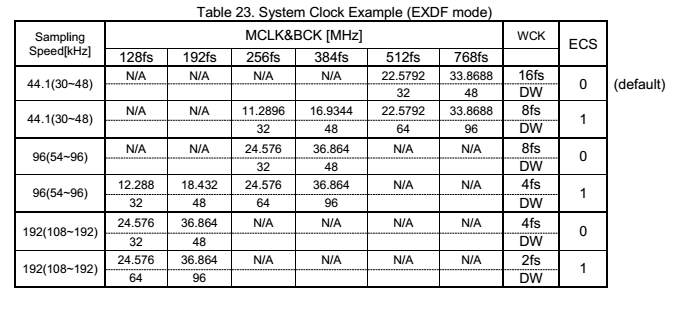 Table 23. System Clock Example (EXDF mode)
Sampling Speed[kHz] MCLK&BCK [MHz] WCK ECS
128fs 192fs 256fs 384fs 512fs 768fs
44.1(30~48) N/A N/A N/A N/A 22.5792 33.8688 16fs 0 (default)
32 48 DW
44.1(30~48) N/A N/A 11.2896 16.9344 22.5792 33.8688 8fs 1
32 48 64 96 DW
96(54~96) N/A N/A 24.576 36.864 N/A N/A 8fs 0
32 48 DW
96(54~96) 12.288 18.432 24.576 36.864 N/A N/A 4fs 1
32 48 64 96 DW
192(108~192) 24.576 36.864 N/A N/A N/A N/A 4fs 0
32 48 DW
192(108~192) 24.576 36.864 N/A N/A N/A N/A 2fs 1
64 96 DW